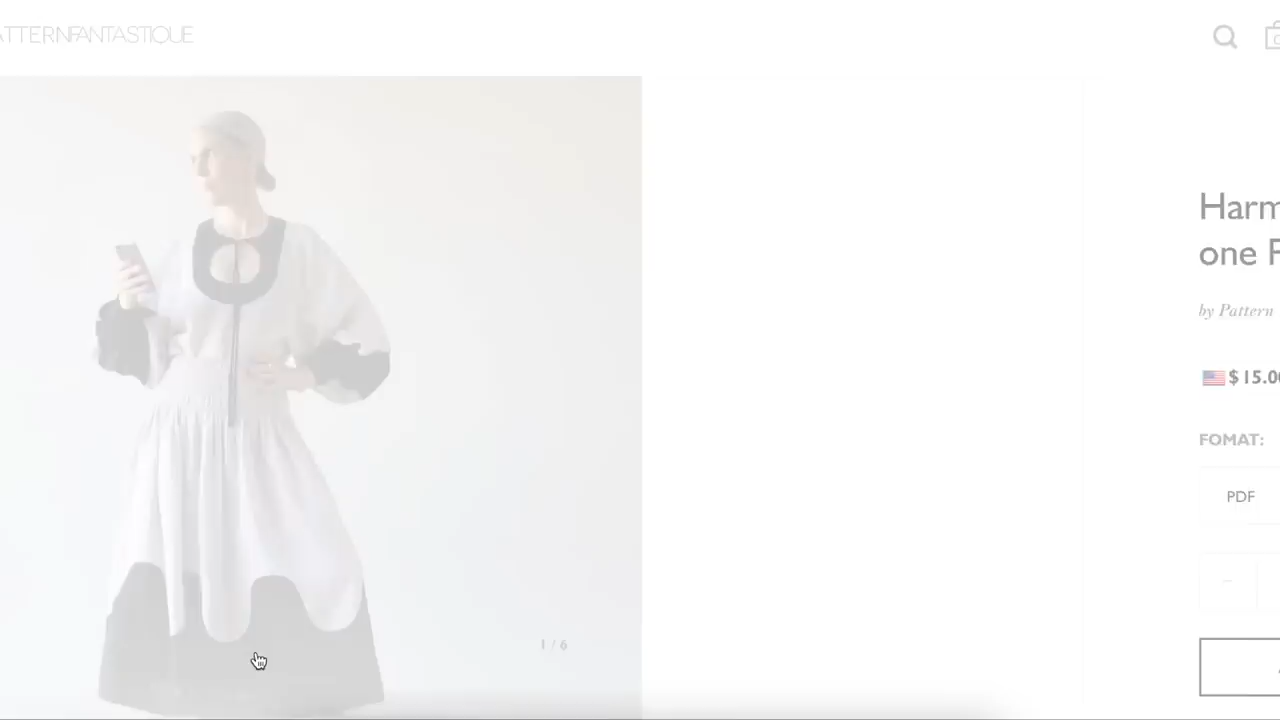 ATTERNFANTASTIQUE
Harm
one F
by Pattern
$ 15.00
FOMAT:
PDF
1 / 6